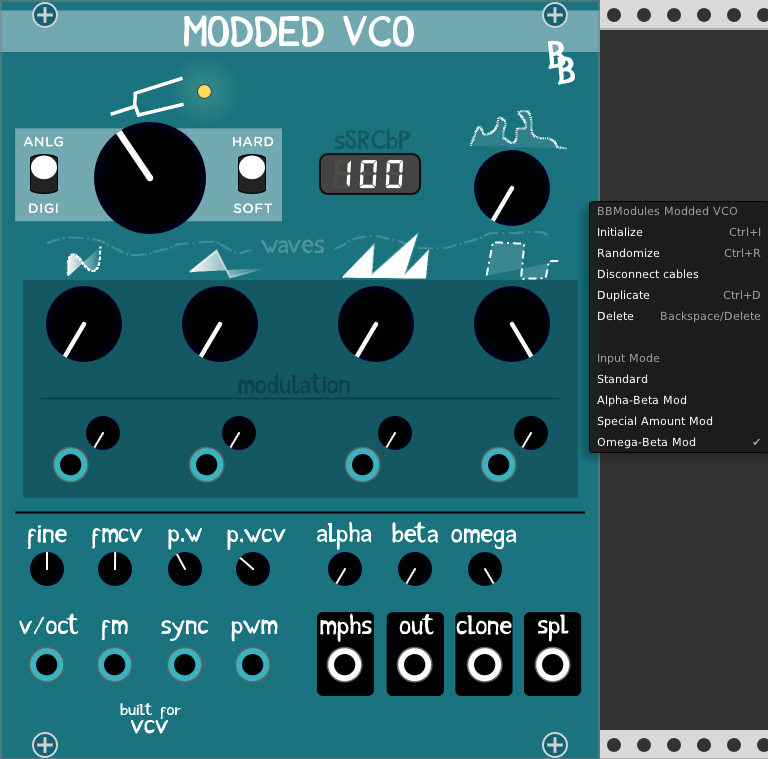 MODDED VCO
BB
ANLG
HARD
sSRCbP
100
DIGI
SOFT
waves
modulation
fine fmcv p.w p.wcv alpha beta omega
v/oct fm sync pwm mphs out clone spl
built for
VCV
BBModules Modded VCO
Initialize Ctrl+I
Randomize Ctrl+R
Disconnect cables
Duplicate Ctrl+D
Delete Backspace/Delete
Input Mode
Standard
Alpha-Beta Mod
Special Amount Mod
Omega-Beta Mod ✔